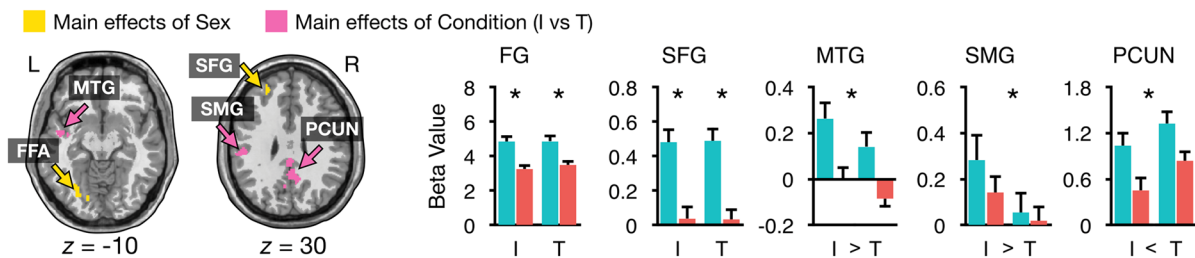 Main effects of Sex
Main effects of Condition (I vs T)
L
MTG
FFA
z = -10
SFG
R
SMG
PCUN
z = 30
Beta Value
FG
8
6
4
2
0
*
*
I
T
SFG
0.8
0.6
0.4
0.2
0
*
*
I
T
MTG
0.4
0.2
0
-0.2
*
I > T
SMG
0.6
0.4
0.2
0
*
I > T
PCUN
1.8
1.2
0.6
0
*
I < T